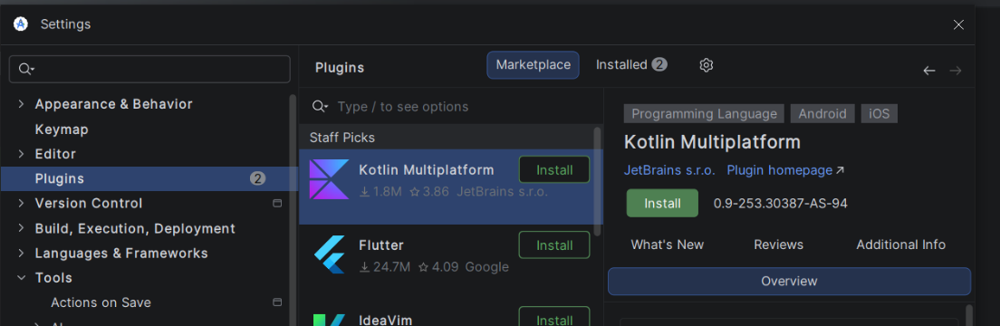 Settings
Appearance & Behavior
Keymap
Editor
Plugins 2
Version Control
Build, Execution, Deployment
Languages & Frameworks
Tools
Actions on Save
Plugins
Marketplace
Installed 2
Type / to see options
Staff Picks
Kotlin Multiplatform
Install
1.8M 3.86 JetBrains s.r.o.
Flutter
Install
24.7M 4.09 Google
IdeaVim
Install
Programming Language Android iOS
Kotlin Multiplatform
JetBrains s.r.o. Plugin homepage ↗
Install 0.9-253.30387-AS-94
What's New Reviews Additional Info
Overview